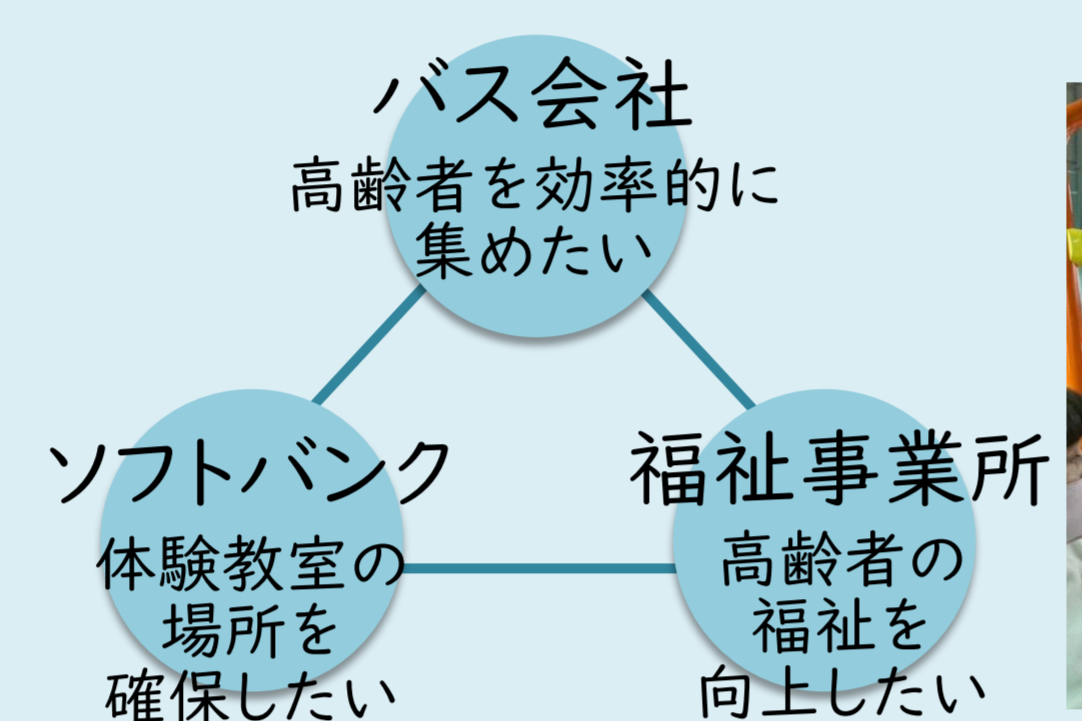 バス会社
高齢者を効率的に
集めたい
ソフトバンク
体験教室の
場所を
確保したい
福祉事業所
高齢者の
福祉を
向上したい